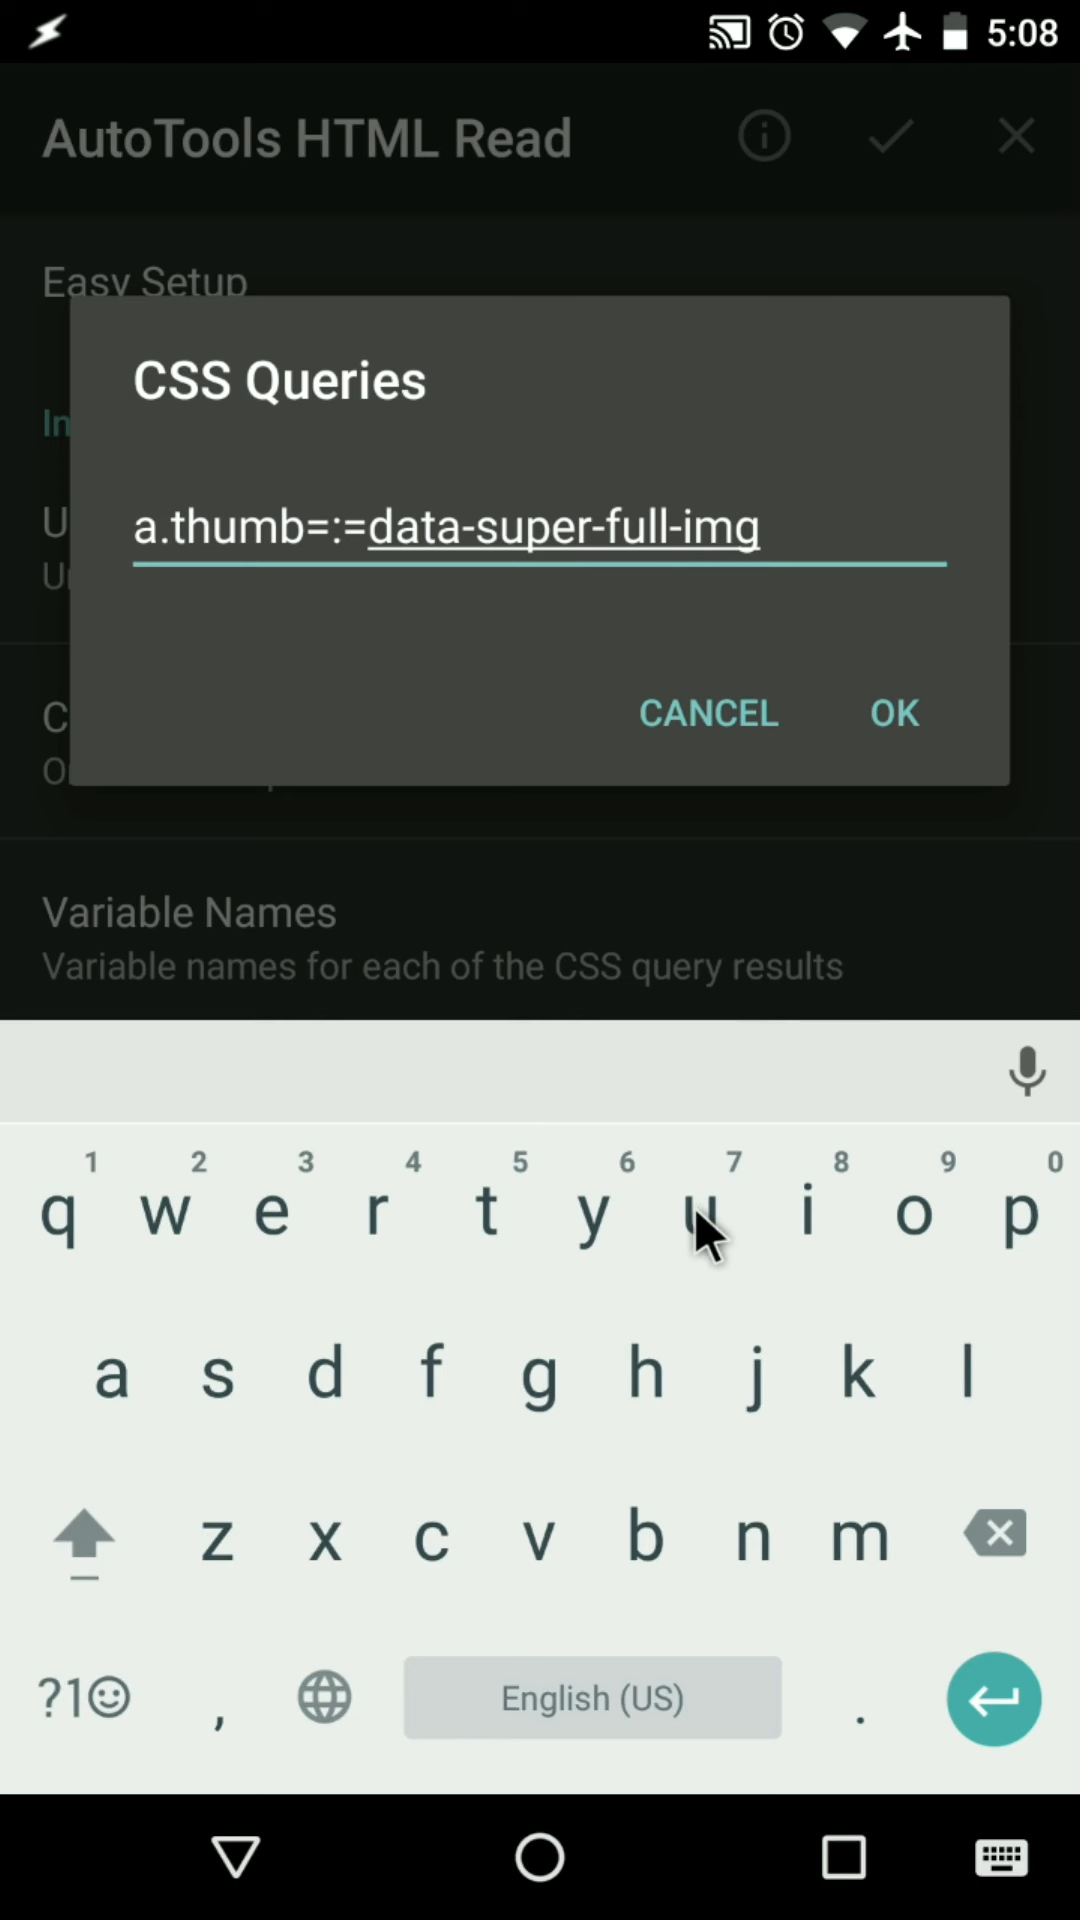 5:08
AutoTools HTML Read
Easy Setup
In
CSS Queries
a.thumb=:=data-super-full-img
U
U
CANCEL OK
C
O
Variable Names
Variable names for each of the CSS query results
1 2 3 4 5 6 7 8 9 0
q w e r t y u i o p
a s d f g h j k l
z x c v b n m
?1☺ , English (US) .